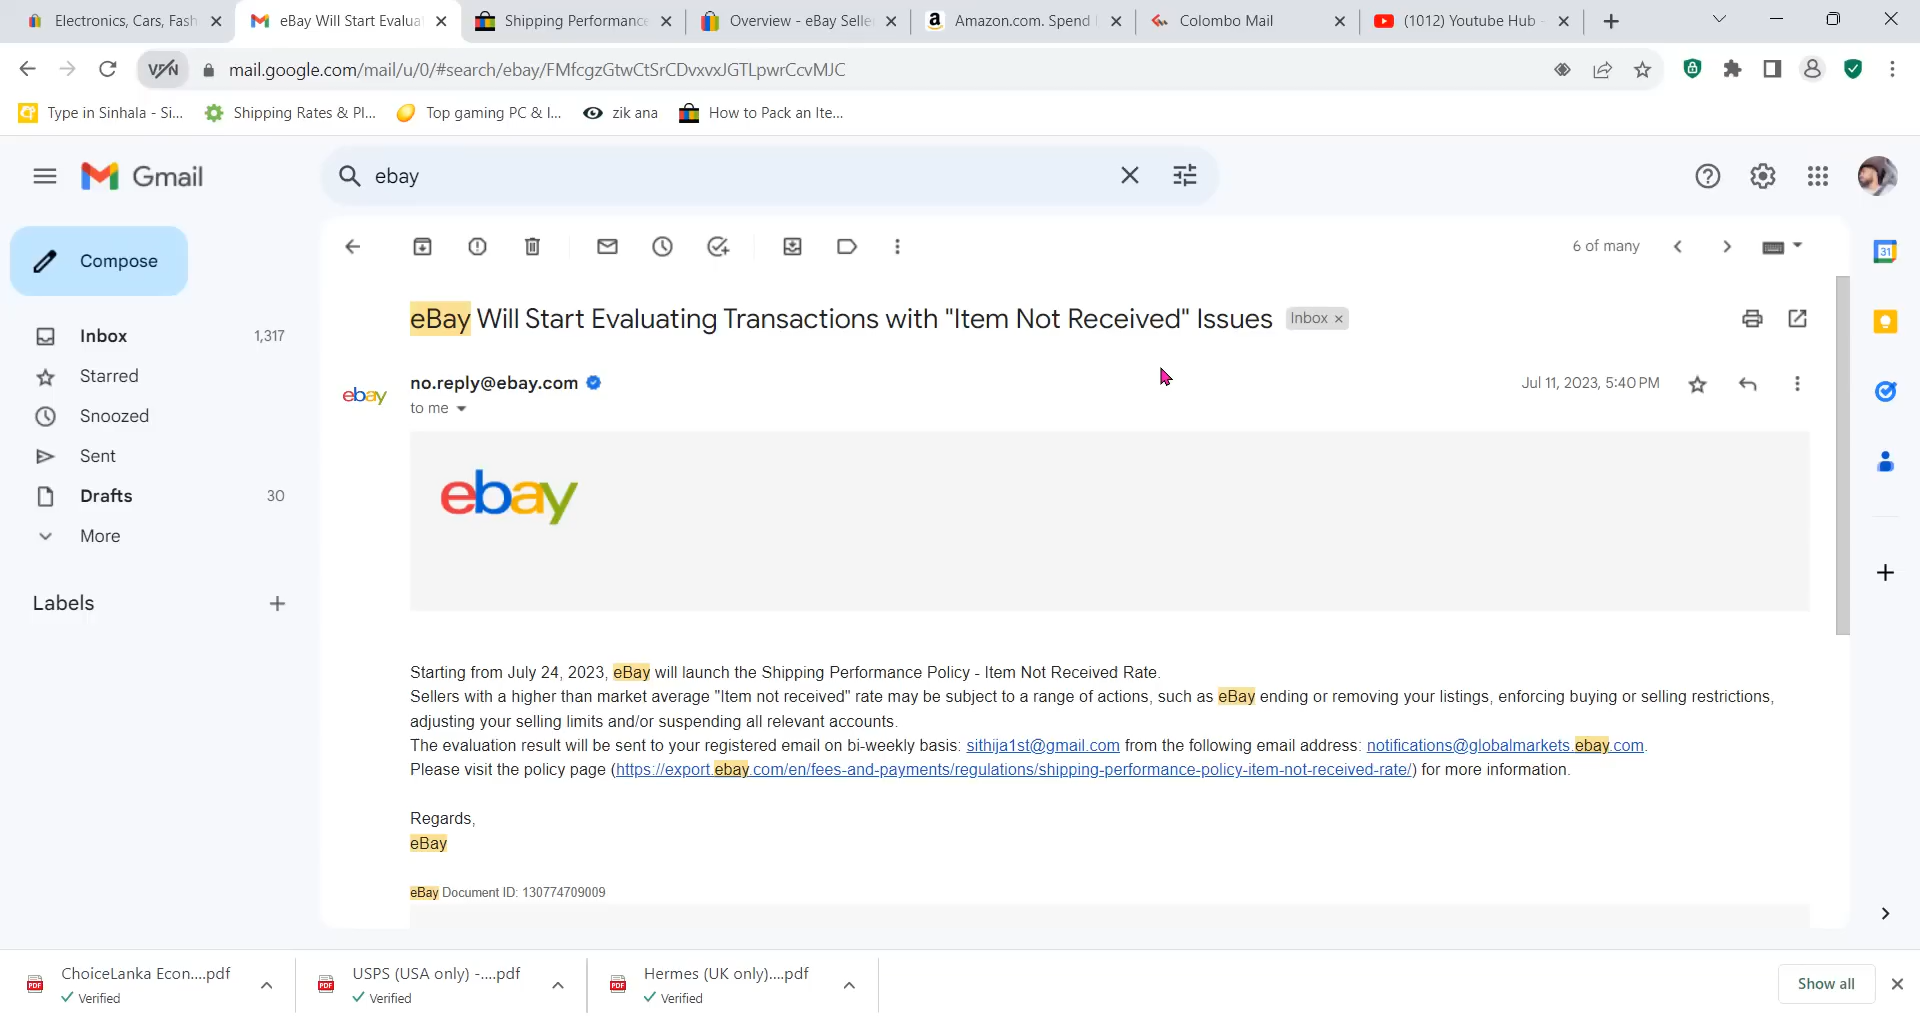 Electronics, Cars, Fash
eBay Will Start Evalua
Shipping Performance
Overview - eBay Selle
Amazon.com. Spend
Colombo Mail
(1012) Youtube Hub -
VPN
mail.google.com/mail/u/0/#search/ebay/FMfcgzGtwCtSrCDvxvxJGTLpwrCcvMJC
Type in Sinhala - Si...
Shipping Rates & Pl...
Top gaming PC & l...
zik ana
How to Pack an Ite...
Gmail
ebay
Compose
6 of many
eBay Will Start Evaluating Transactions with "Item Not Received" Issues
Inbox ×
Inbox 1,317
Starred
Snoozed
Sent
Drafts 30
More
Labels
ebay
no.reply@ebay.com
to me
Jul 11, 2023, 5:40 PM
31
ebay
Starting from July 24, 2023, eBay will launch the Shipping Performance Policy - Item Not Received Rate.
Sellers with a higher than market average "Item not received" rate may be subject to a range of actions, such as eBay ending or removing your listings, enforcing buying or selling restrictions,
adjusting your selling limits and/or suspending all relevant accounts.
The evaluation result will be sent to your registered email on bi-weekly basis: sithija1st@gmail.com from the following email address: notifications@globalmarkets.ebay.com.
Please visit the policy page (https://export.ebay.com/en/fees-and-payments/regulations/shipping-performance-policy-item-not-received-rate/) for more information.
Regards,
eBay
eBay Document ID: 130774709009
ChoiceLanka Econ....pdf
Verified
USPS (USA only) -....pdf
Verified
Hermes (UK only)....pdf
Verified
Show all